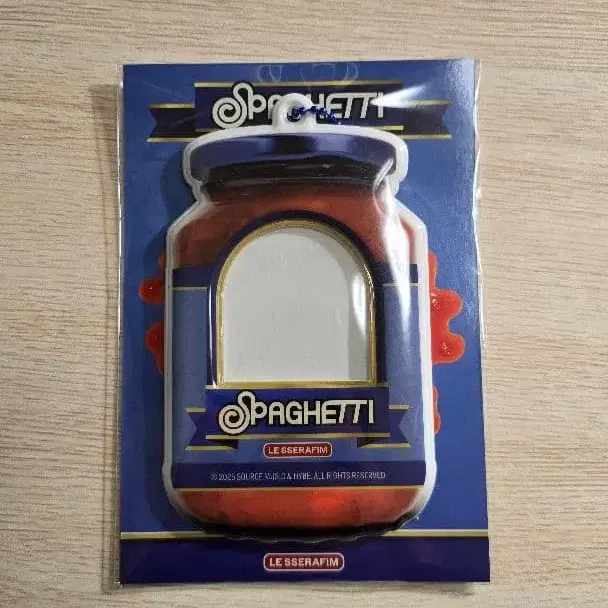 SPAGHETTI
SPAGHETTI
LE SSERAFIM
© 2025 SOURCE MUSIC & HYBE. ALL RIGHTS RESERVED.
LE SSERAFIM